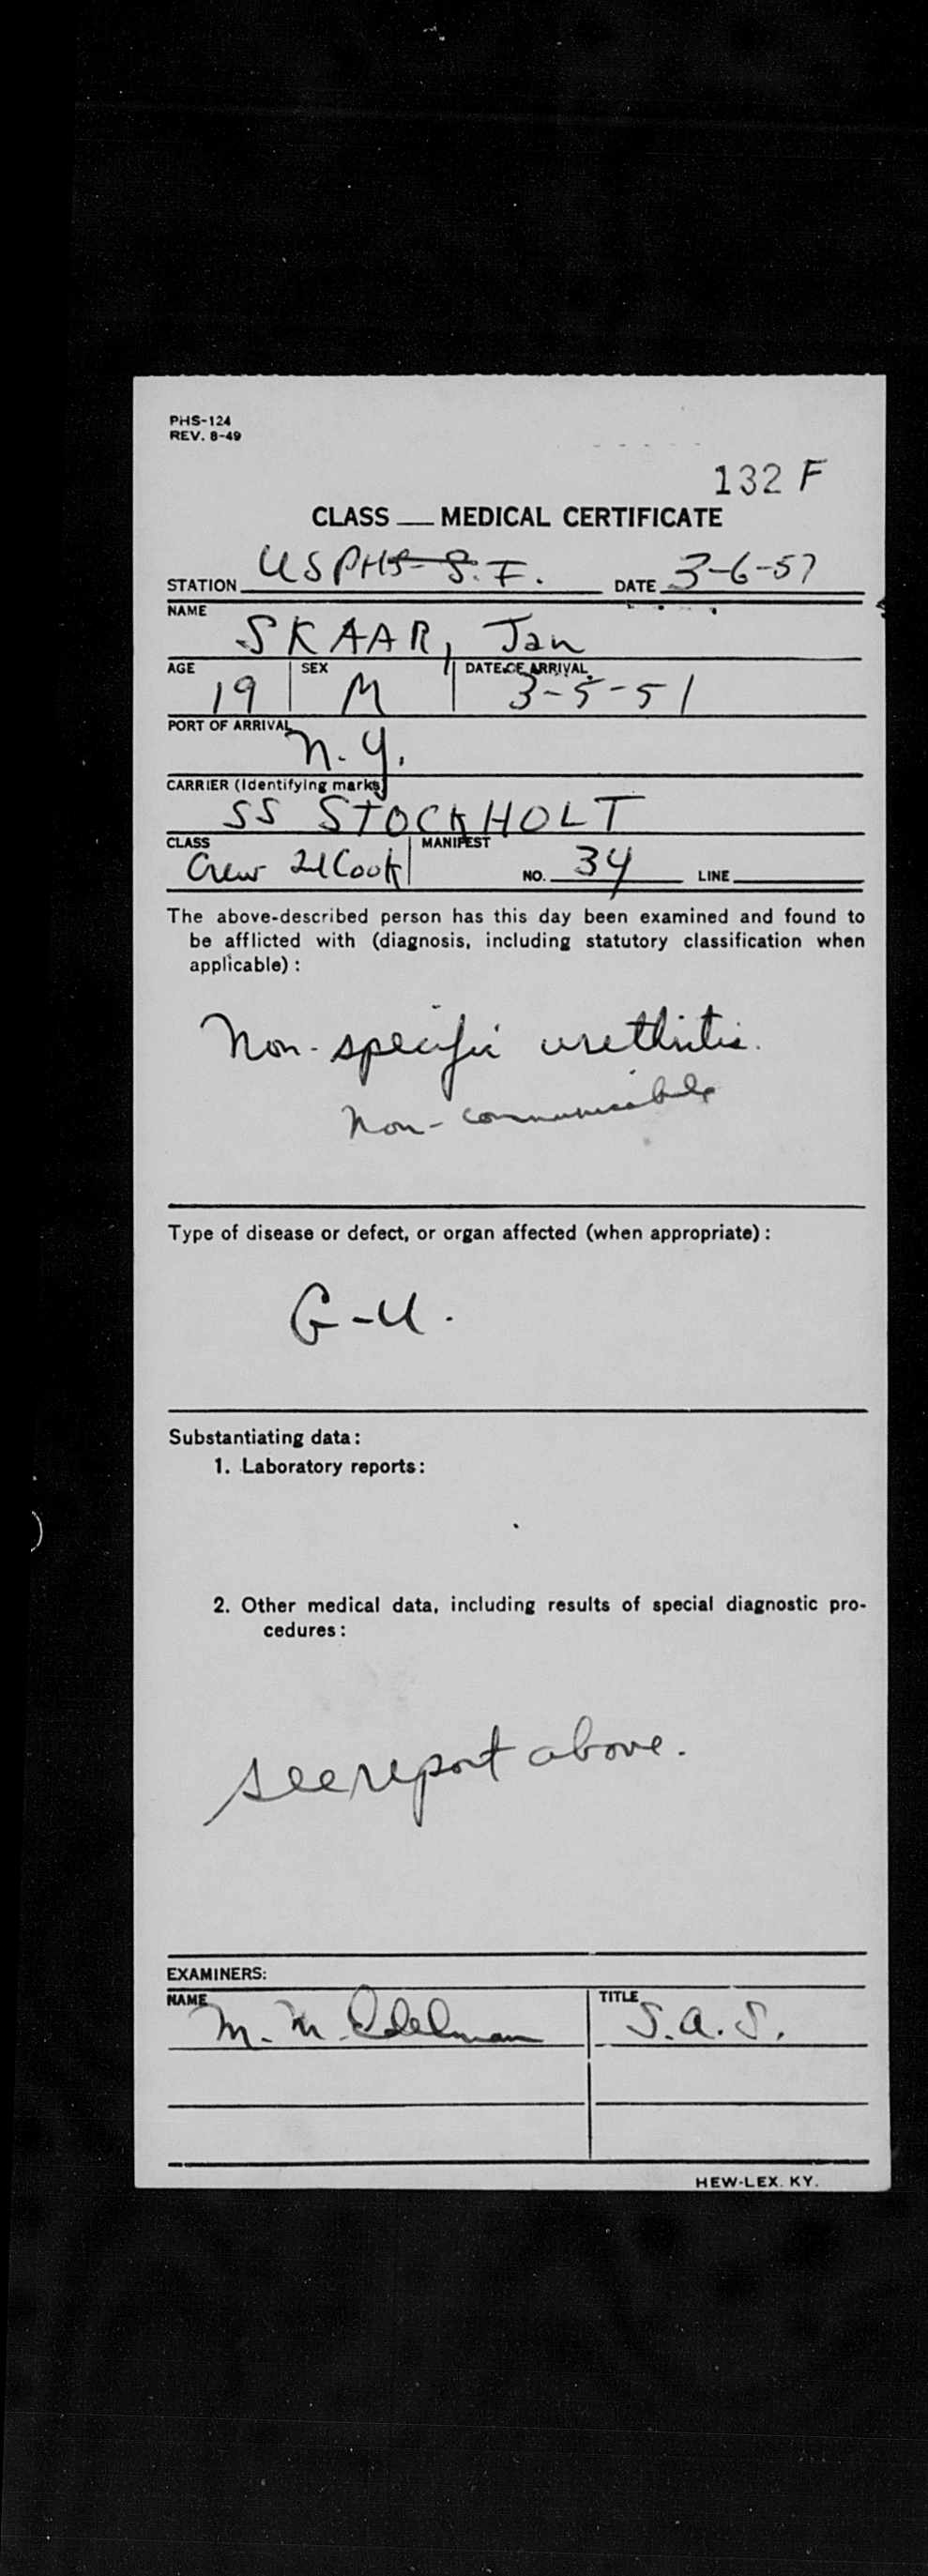 PHS-124
REV. 8-49
132 F
CLASS __ MEDICAL CERTIFICATE
STATION USPHS-S.F. DATE 3-6-57
NAME
SKAAR, Jan
AGE 19 SEX M DATE OF ARRIVAL 3-5-51
PORT OF ARRIVAL N.Y.
CARRIER (Identifying marks)
SS STOCKHOLT
CLASS Crew 2d Cook MANIFEST NO. 34 LINE
The above-described person has this day been examined and found to
be afflicted with (diagnosis, including statutory classification when
applicable):
Non-specific urethritis.
Non-communicable
Type of disease or defect, or organ affected (when appropriate):
G-U.
Substantiating data:
1. Laboratory reports:
2. Other medical data, including results of special diagnostic pro-
cedures:
see report above.
EXAMINERS:
NAME M. M. Edelman TITLE S.A.S.
HEW-LEX. KY.